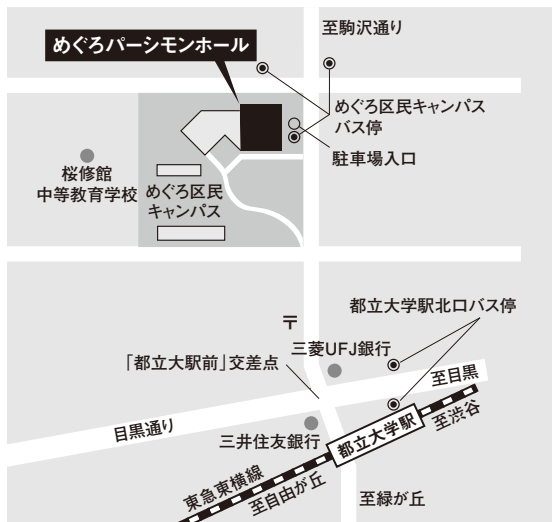 至駒沢通り
めぐろパーシモンホール
めぐろ区民キャンパス
バス停
駐車場入口
桜修館
中等教育学校
めぐろ区民
キャンパス
都立大学駅北口バス停
〒
三菱UFJ銀行
「都立大駅前」交差点
至目黒
目黒通り
三井住友銀行
都立大学駅
至渋谷
東急東横線
至自由が丘
至緑が丘